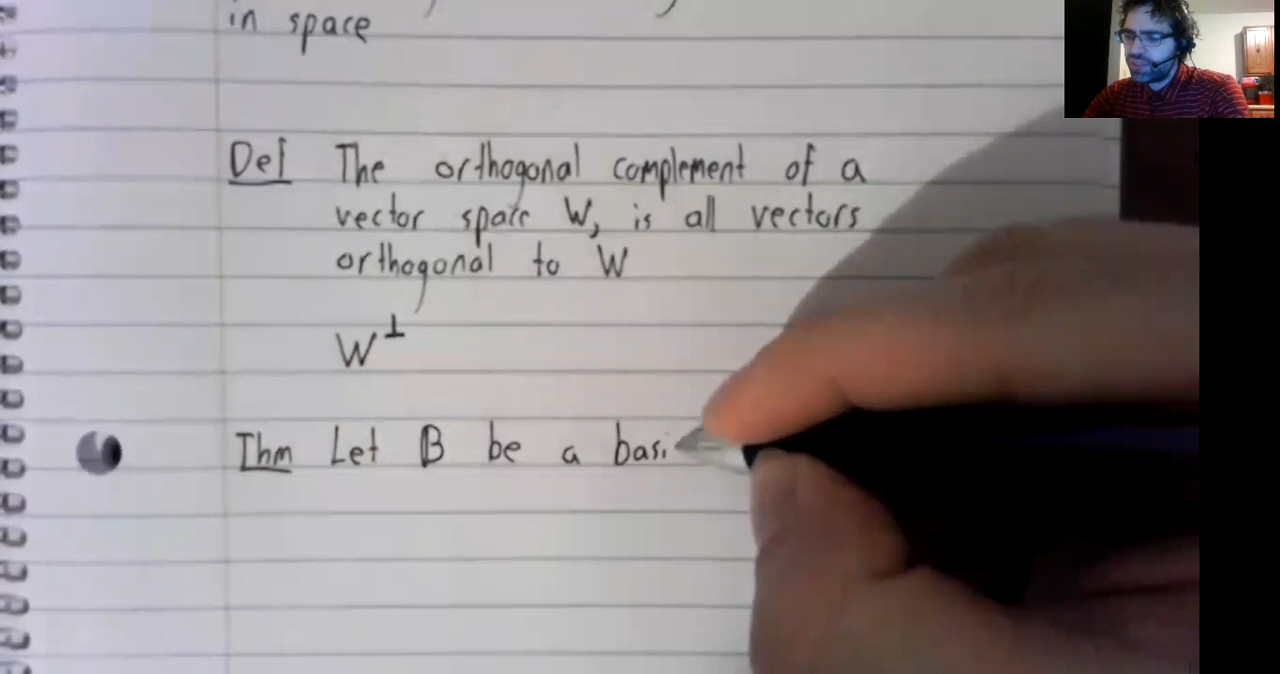 in space
Def The orthogonal complement of a
vector space W, is all vectors
orthogonal to W
W⊥
Thm Let B be a basi